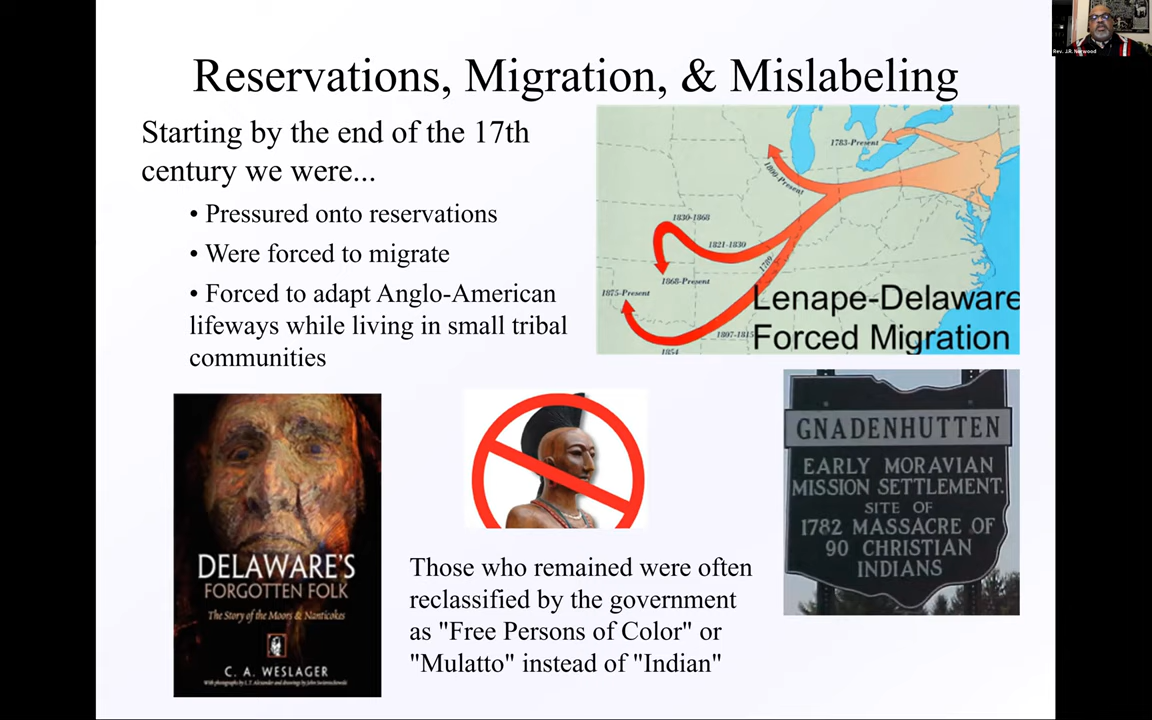 Rev. J.R. Norwood
Reservations, Migration, & Mislabeling
Starting by the end of the 17th
century we were...
• Pressured onto reservations
• Were forced to migrate
• Forced to adapt Anglo-American
lifeways while living in small tribal
communities
1783-Present
1800-Present
1830-1868
1821-1830
1789
1868-Present
1875-Present
1807-1815
1854
Lenape-Delaware
Forced Migration
DELAWARE'S
FORGOTTEN FOLK
The Story of the Moors & Nanticokes
C. A. WESLAGER
With photographs by L. T. Alexander and drawings by John Swientochowski
Those who remained were often
reclassified by the government
as "Free Persons of Color" or
"Mulatto" instead of "Indian"
GNADENHUTTEN
EARLY MORAVIAN
MISSION SETTLEMENT.
SITE OF
1782 MASSACRE OF
90 CHRISTIAN
INDIANS